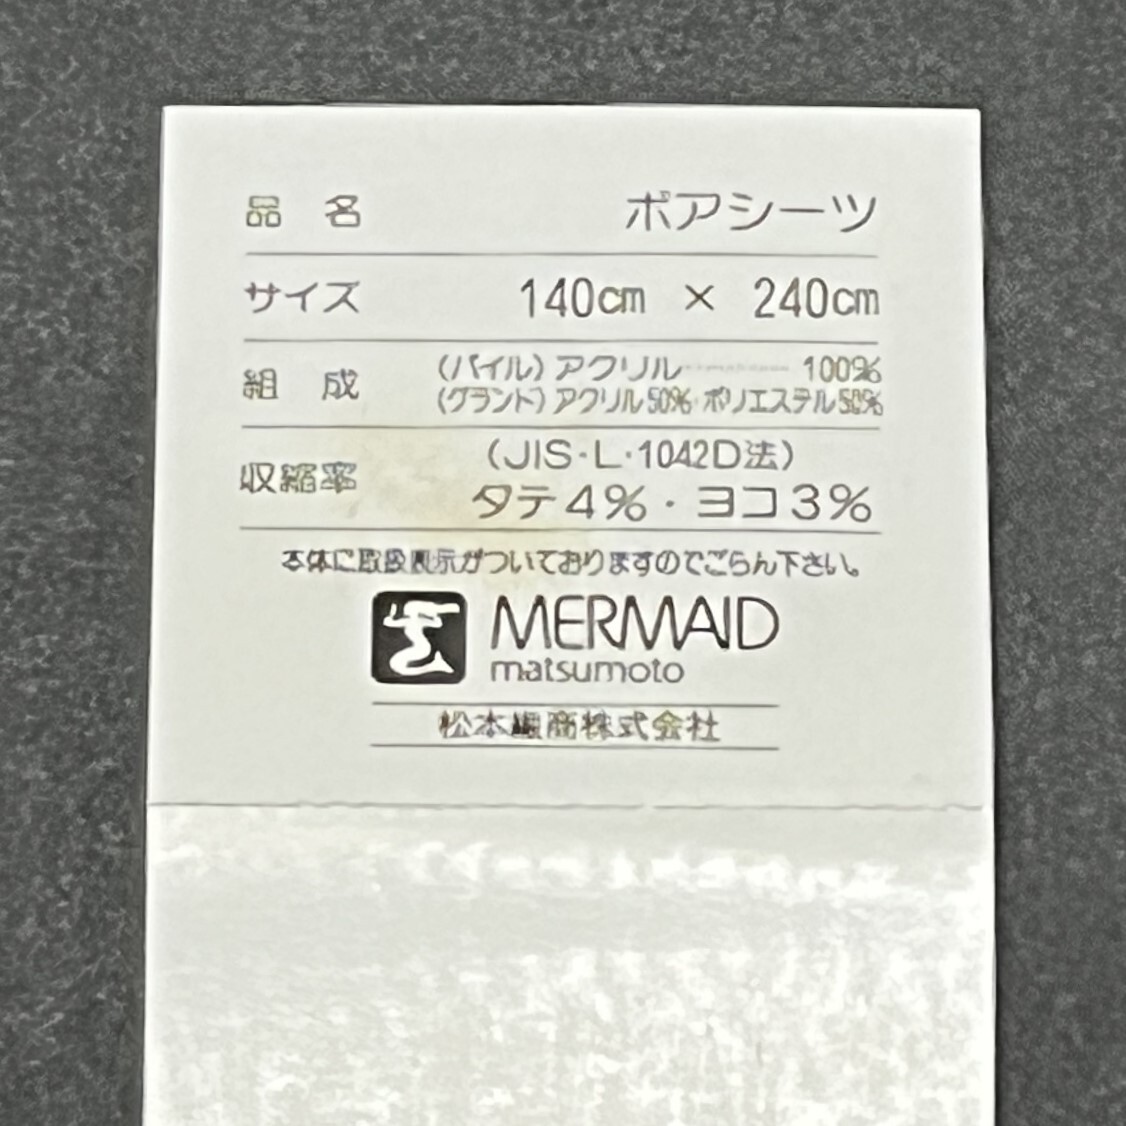 品 名 ボアシーツ
サイズ 140cm × 240cm
組 成 (パイル) アクリル 100%
(グランド) アクリル50%・ポリエステル50%
収縮率 (JIS・L・1042D法)
タテ4%・ヨコ3%
本体に取扱表示がついておりますのでごらん下さい。
MERMAID
matsumoto
松本 商株式会社